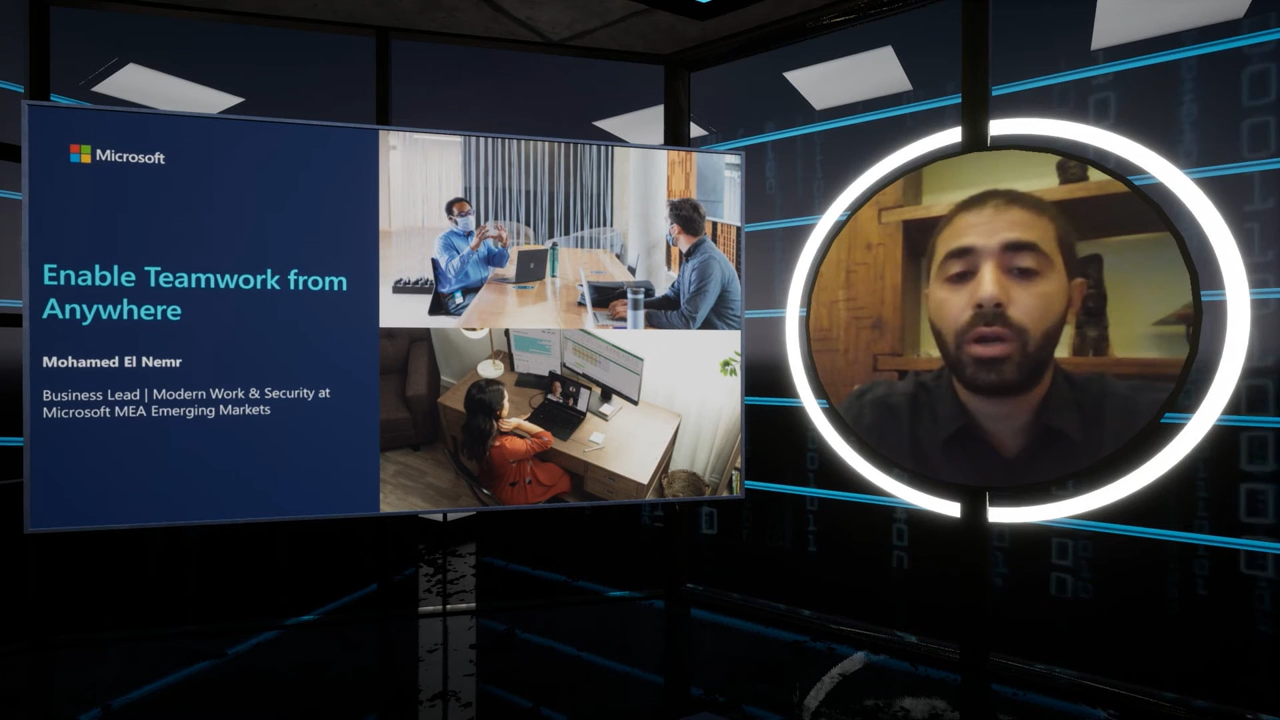 Microsoft
Enable Teamwork from
Anywhere
Mohamed El Nemr
Business Lead | Modern Work & Security at
Microsoft MEA Emerging Markets